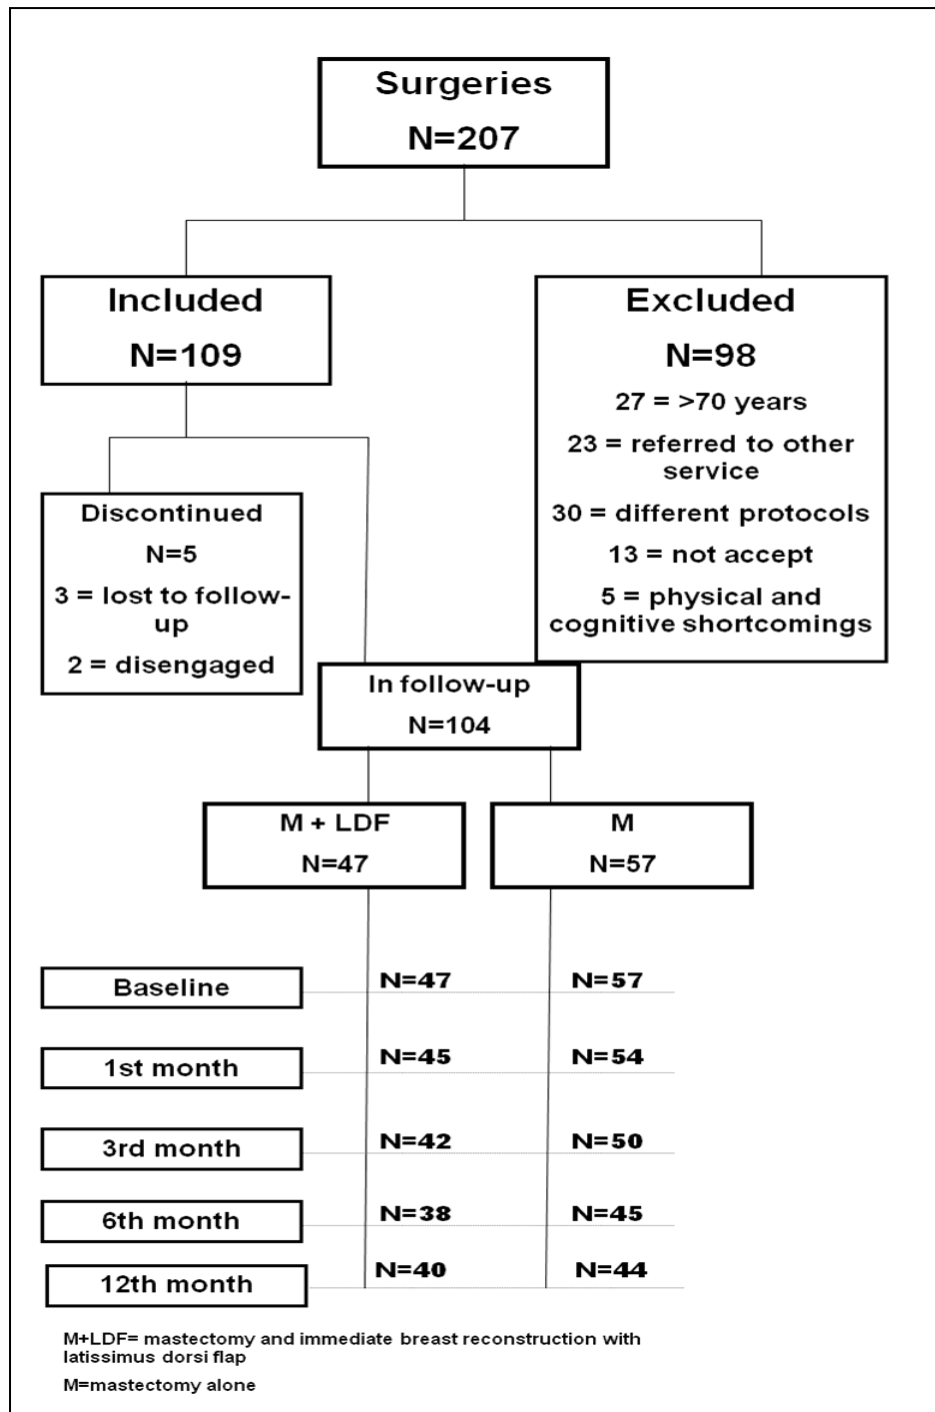 Surgeries
N=207
Included
N=109
Excluded
N=98
27 = >70 years
23 = referred to other
service
30 = different protocols
13 = not accept
5 = physical and
cognitive shortcomings
Discontinued
N=5
3 = lost to follow-
up
2 = disengaged
In follow-up
N=104
M + LDF
N=47
M
N=57
Baseline
N=47
N=57
1st month
N=45
N=54
3rd month
N=42
N=50
6th month
N=38
N=45
12th month
N=40
N=44
M+LDF= mastectomy and immediate breast reconstruction with
latissimus dorsi flap
M=mastectomy alone